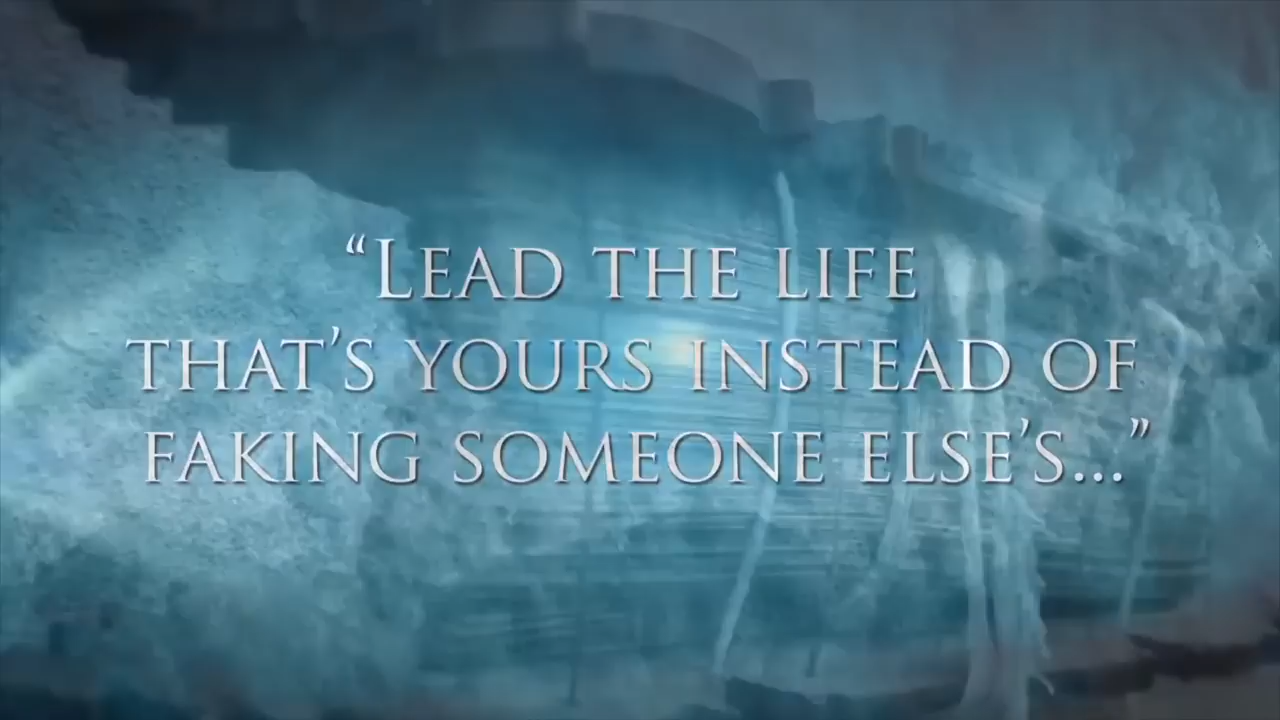 “Lead the life
that’s yours instead of
faking someone else’s...”